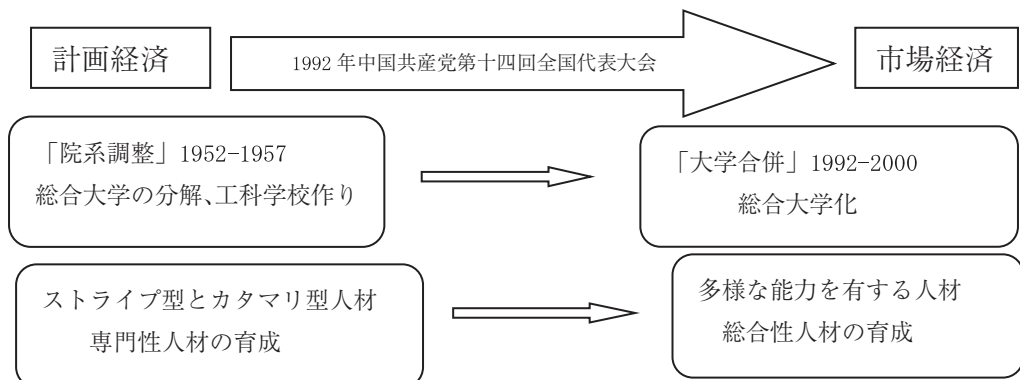 計画経済
1992 年中国共産党第十四回全国代表大会
市場経済
「院系調整」1952-1957
総合大学の分解、工科学校作り
「大学合併」1992-2000
総合大学化
ストライプ型とカタマリ型人材
専門性人材の育成
多様な能力を有する人材
総合性人材の育成